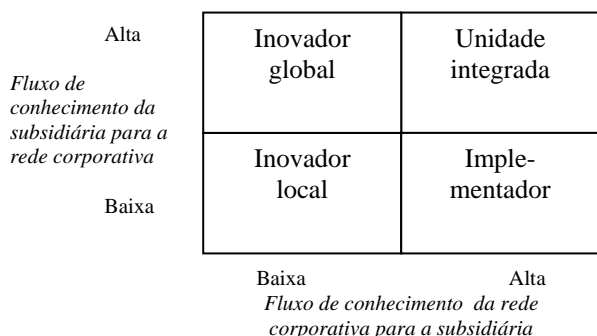 Alta
Fluxo de
conhecimento da
subsidiária para a
rede corporativa
Baixa
Inovador
global
Unidade
integrada
Inovador
local
Imple-
mentador
Baixa
Alta
Fluxo de conhecimento da rede
corporativa para a subsidiária